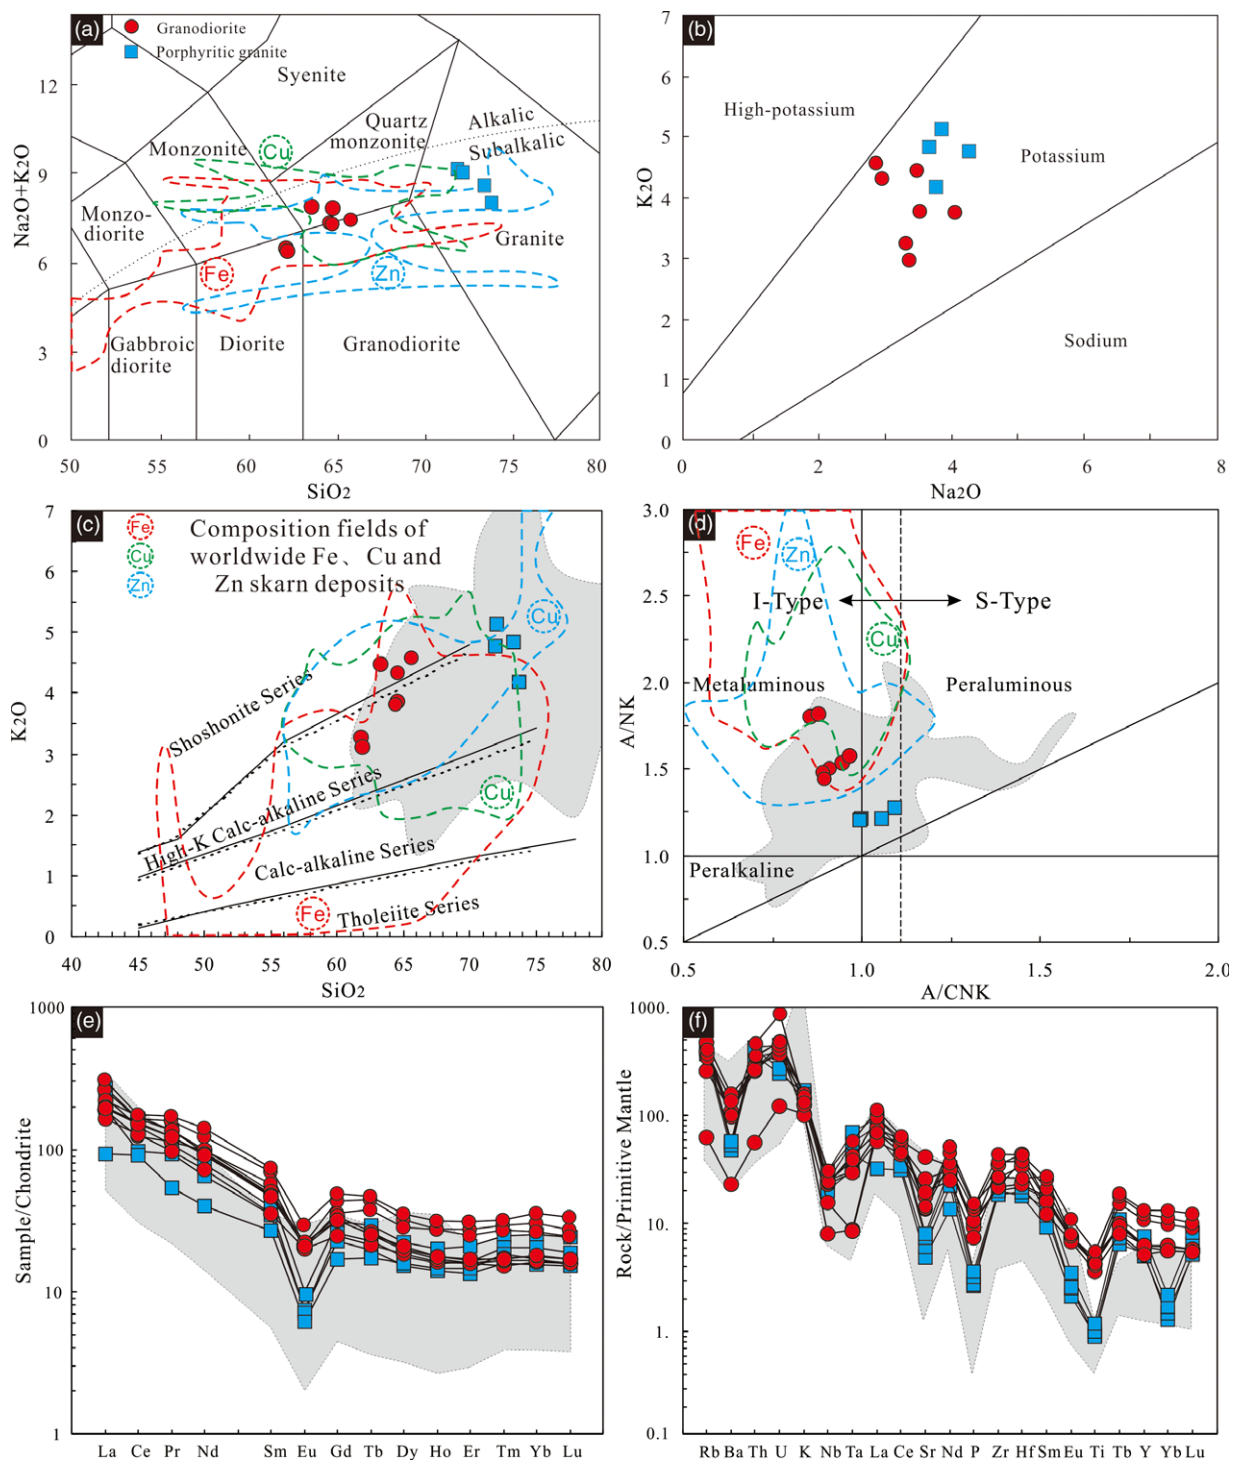 (a)
Granodiorite
Porphyritic granite
Syenite
Quartz
monzonite
Alkalic
Subalkalic
Monzonite
Cu
Monzo-
diorite
Granite
Fe
Zn
Gabbroic
diorite
Diorite
Granodiorite
Na2O+K2O
12
9
6
3
0
50
55
60
65
70
75
80
SiO2
(b)
High-potassium
Potassium
Sodium
K2O
7
6
5
4
3
2
1
0
0
2
4
6
8
Na2O
(c)
Fe
Cu
Zn
Composition fields of
worldwide Fe、Cu and
Zn skarn deposits
Cu
Shoshonite Series
High-K Calc-alkaline Series
Cu
Calc-alkaline Series
Fe
Tholeiite Series
K2O
7
6
5
4
3
2
1
0
40
45
50
55
60
65
70
75
80
SiO2
(d)
Fe
Zn
I-Type
S-Type
Cu
Metaluminous
Peraluminous
Peralkaline
A/NK
3.0
2.5
2.0
1.5
1.0
0.5
0.5
1.0
1.5
2.0
A/CNK
(e)
Sample/Chondrite
1000
100
10
1
La Ce Pr Nd Sm Eu Gd Tb Dy Ho Er Tm Yb Lu
(f)
Rock/Primitive Mantle
1000.
100.
10.
1.
0.1
Rb Ba Th U K Nb Ta La Ce Sr Nd P Zr Hf Sm Eu Ti Tb Y Yb Lu